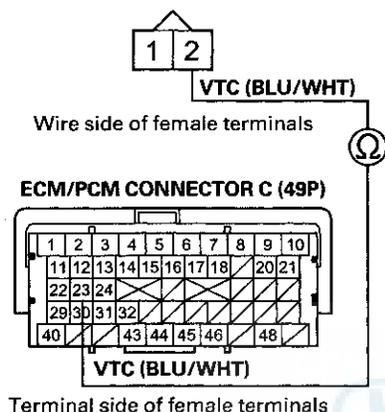 1 2
VTC (BLU/WHT)
Wire side of female terminals
Ω
ECM/PCM CONNECTOR C (49P)
1 2 3 4 5 6 7 8 9 10
11 12 13 14 15 16 17 18 20 21
22 23 24
29 30 31 32
40 43 44 45 46 48
VTC (BLU/WHT)
Terminal side of female terminals